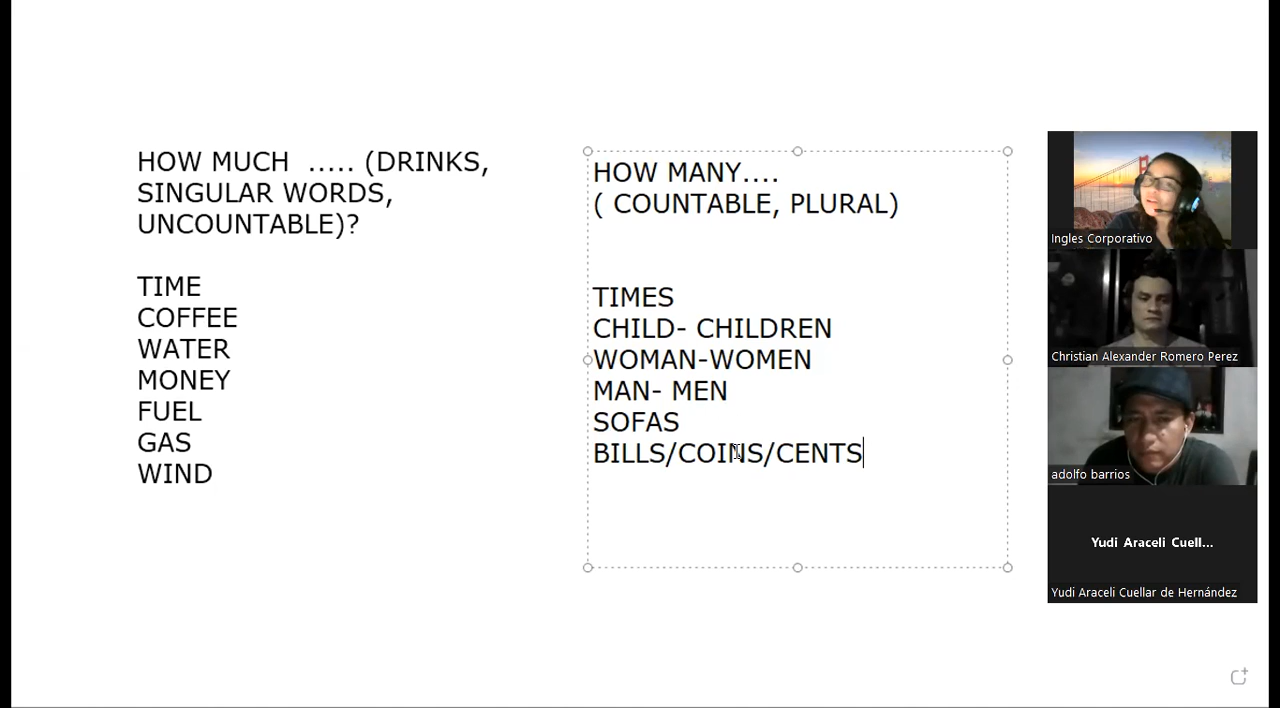 HOW MUCH ..... (DRINKS,
SINGULAR WORDS,
UNCOUNTABLE)?
TIME
COFFEE
WATER
MONEY
FUEL
GAS
WIND
HOW MANY....
( COUNTABLE, PLURAL)
TIMES
CHILD- CHILDREN
WOMAN-WOMEN
MAN- MEN
SOFAS
BILLS/COINS/CENTS
Ingles Corporativo
Christian Alexander Romero Perez
adolfo barrios
Yudi Araceli Cuell...
Yudi Araceli Cuellar de Hernández